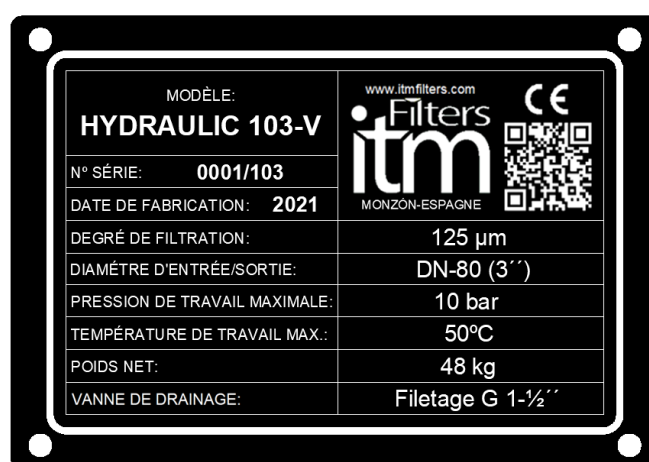 MODÈLE:
HYDRAULIC 103-V
Nº SÉRIE: 0001/103
DATE DE FABRICATION: 2021
www.itmfilters.com
Filters
itm
MONZÓN-ESPAGNE
CE
DEGRÉ DE FILTRATION: 125 µm
DIAMÉTRE D'ENTRÉE/SORTIE: DN-80 (3´´)
PRESSION DE TRAVAIL MAXIMALE: 10 bar
TEMPÉRATURE DE TRAVAIL MAX.: 50ºC
POIDS NET: 48 kg
VANNE DE DRAINAGE: Filetage G 1-½´´